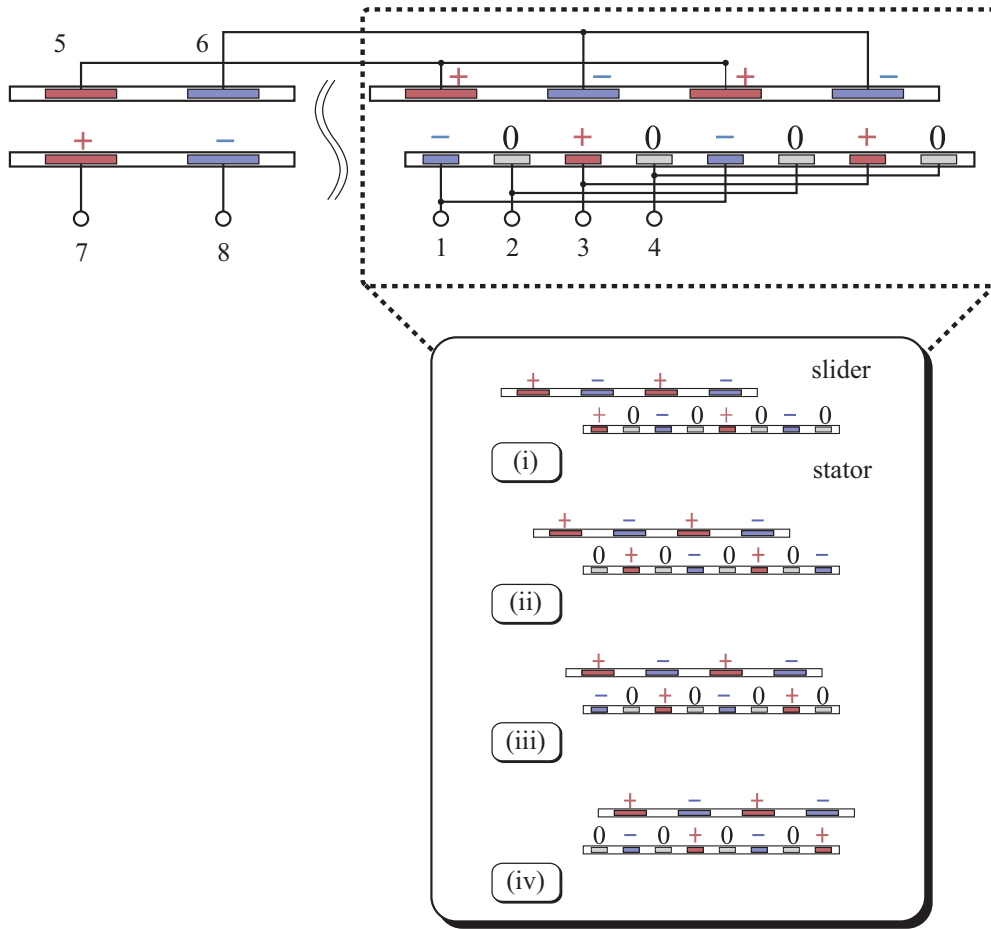 5 6
+ − + −
+ − − 0 + 0 − 0 + 0
7 8 1 2 3 4
+ − + −
slider
+ 0 − 0 + 0 − 0
(i)
stator
+ − + −
0 + 0 − 0 + 0 −
(ii)
+ − + −
− 0 + 0 − 0 + 0
(iii)
+ − + −
0 − 0 + 0 − 0 +
(iv)